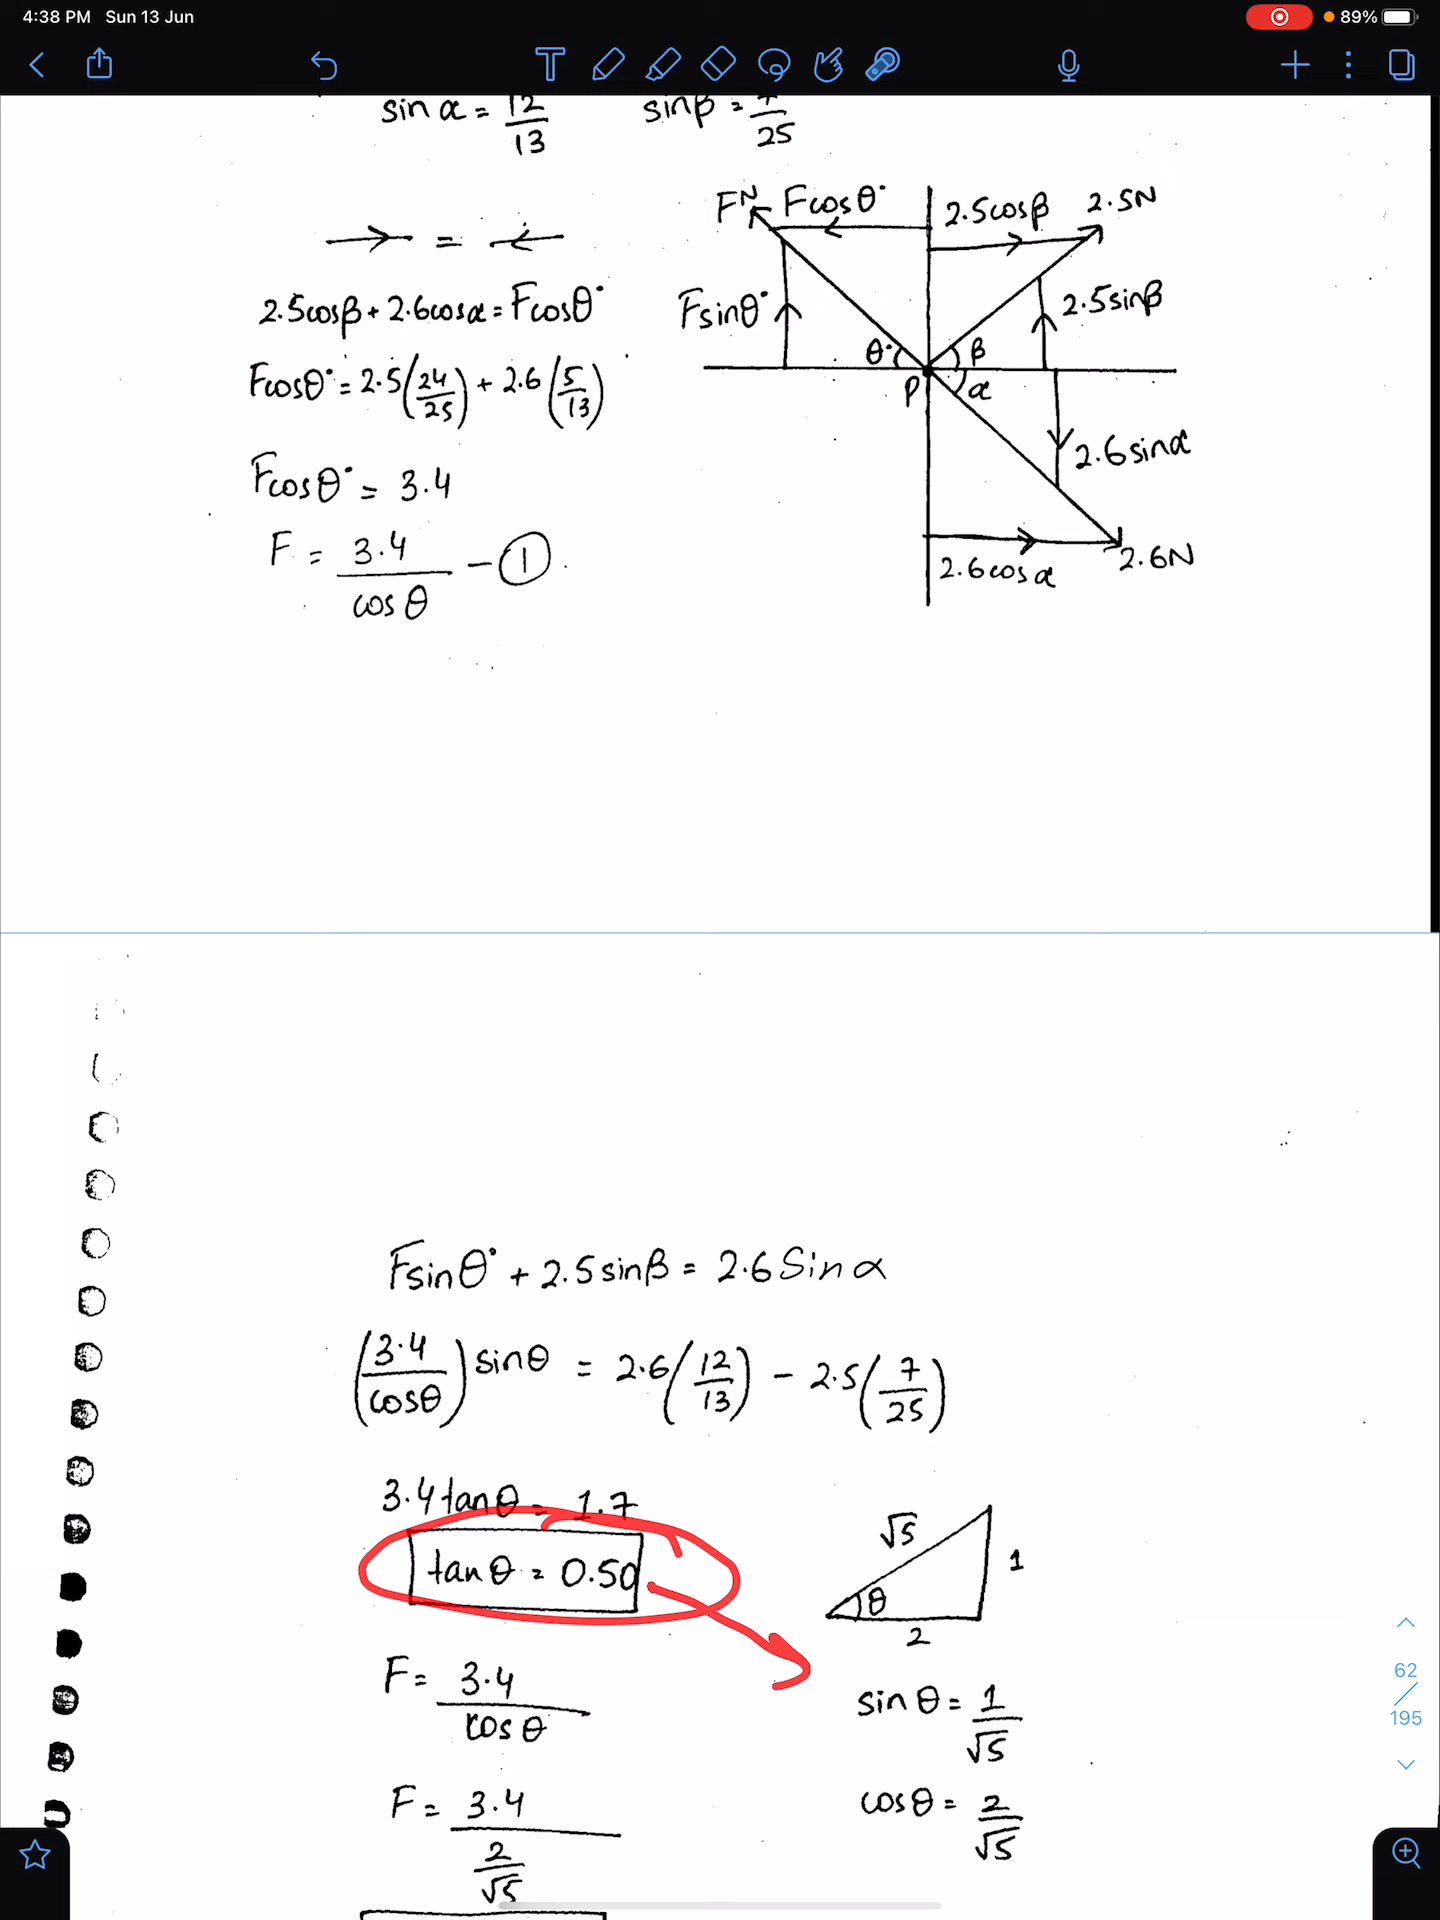 4:38 PM Sun 13 Jun
89%
sin α = 12/13
sin β = /25
→ = ←
2.5cosβ + 2.6cosα = Fcosθ°
Fcosθ° = 2.5(24/25) + 2.6(5/13)
Fcosθ° = 3.4
F = 3.4/cosθ — ①
FN
Fcosθ°
2.5cosβ
2.5N
Fsinθ°
2.5sinβ
θ°
β
P
α
2.6sinα
2.6cosα
2.6N
Fsinθ° + 2.5sinβ = 2.6Sinα
(3.4/cosθ) sinθ = 2.6(12/13) - 2.5(7/25)
3.4tanθ = 1.7
tanθ = 0.50
√5
1
θ
2
F = 3.4/cosθ
sinθ = 1/√5
F = 3.4/(2/√5)
cosθ = 2/√5
62/195